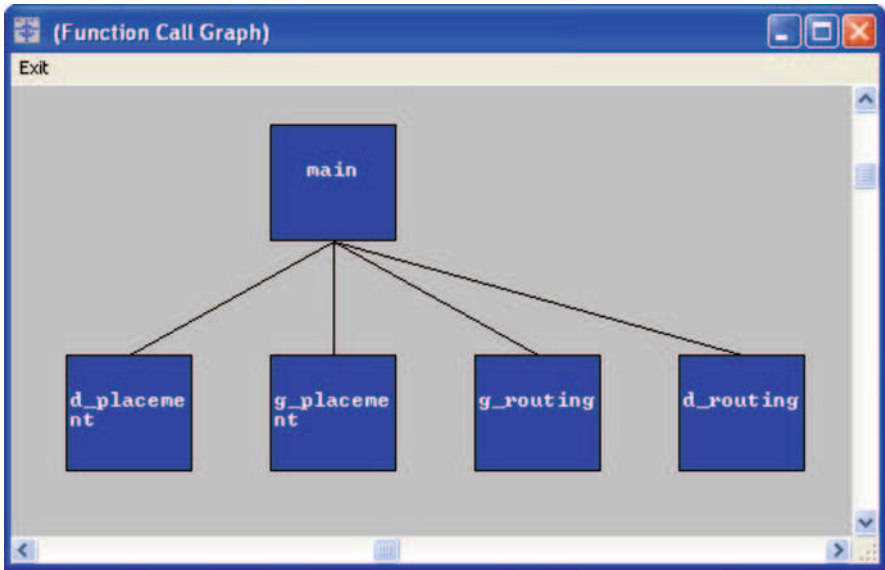 (Function Call Graph)
Exit
main
d_placeme
nt
g_placeme
nt
g_routing
d_routing